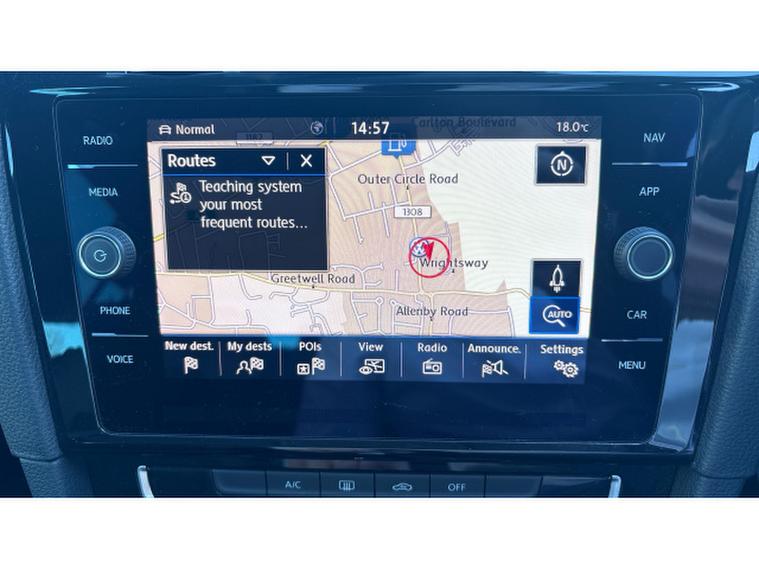 RADIO
MEDIA
PHONE
VOICE
Normal
14:57
18.0°C
Carlton Boulevard
Routes
Teaching system
your most
frequent routes...
Outer Circle Road
1308
Wrightsway
Greetwell Road
Allenby Road
N
AUTO
New dest.
My dests
POIs
View
Radio
Announce.
Settings
NAV
APP
CAR
MENU
A/C
OFF